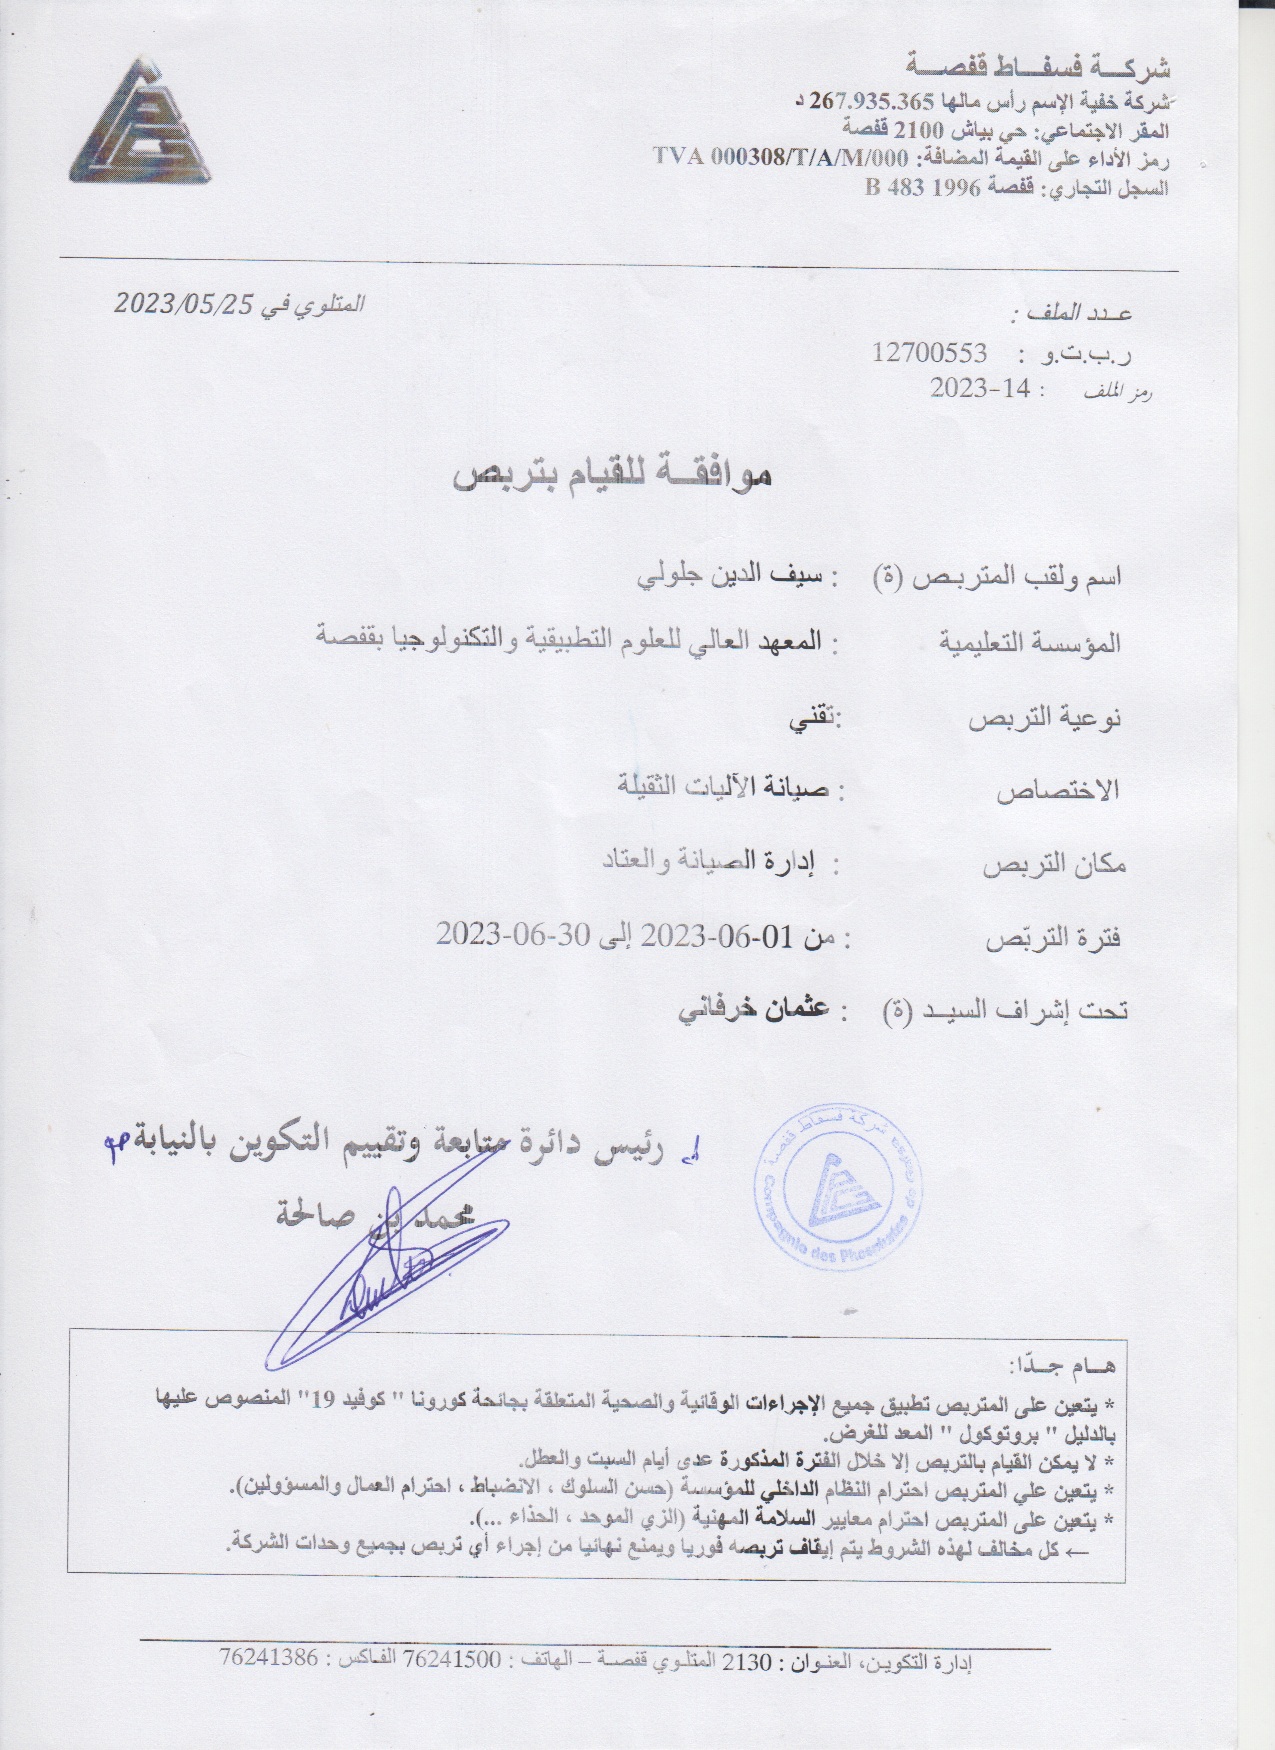 شركــة فسفــاط قفصــة
شركة خفية الإسم رأس مالها 267.935.365 د
المقر الاجتماعي: حي بياش 2100 قفصة
رمز الأداء على القيمة المضافة: TVA 000308/T/A/M/000
السجل التجاري: قفصة B 483 1996
المتلوي في 2023/05/25
عــدد الملف :
ر.ب.ت.و : 12700553
رمز الملف : 14-2023
موافقــة للقيام بتربص
اسم ولقب المتربص (ة) : سيف الدين جلولي
المؤسسة التعليمية : المعهد العالي للعلوم التطبيقية والتكنولوجيا بقفصة
نوعية التربص :تقني
الاختصاص : صيانة الآليات الثقيلة
مكان التربص : إدارة الصيانة والعتاد
فترة التربّص : من 01-06-2023 إلى 30-06-2023
تحت إشراف السيــد (ة) : عثمان خرفاني
رئيس دائرة متابعة وتقييم التكوين بالنيابة
محمد بن صالحة
شركة فسفاط قفصة
Compagnie des Phosphates de Gafsa
هــام جــدّا:
* يتعين على المتربص تطبيق جميع الإجراءات الوقائية والصحية المتعلقة بجائحة كورونا " كوفيد 19" المنصوص عليها
بالدليل " بروتوكول " المعد للغرض.
* لا يمكن القيام بالتربص إلا خلال الفترة المذكورة عدى أيام السبت والعطل.
* يتعين علي المتربص احترام النظام الداخلي للمؤسسة (حسن السلوك ، الانضباط ، احترام العمال والمسؤولين).
* يتعين على المتربص احترام معايير السلامة المهنية (الزي الموحد ، الحذاء ...).
← كل مخالف لهذه الشروط يتم إيقاف تربصه فوريا ويمنع نهائيا من إجراء أي تربص بجميع وحدات الشركة.
إدارة التكوين، العنوان : 2130 المتلوي قفصة – الهاتف : 76241500 الفاكس : 76241386